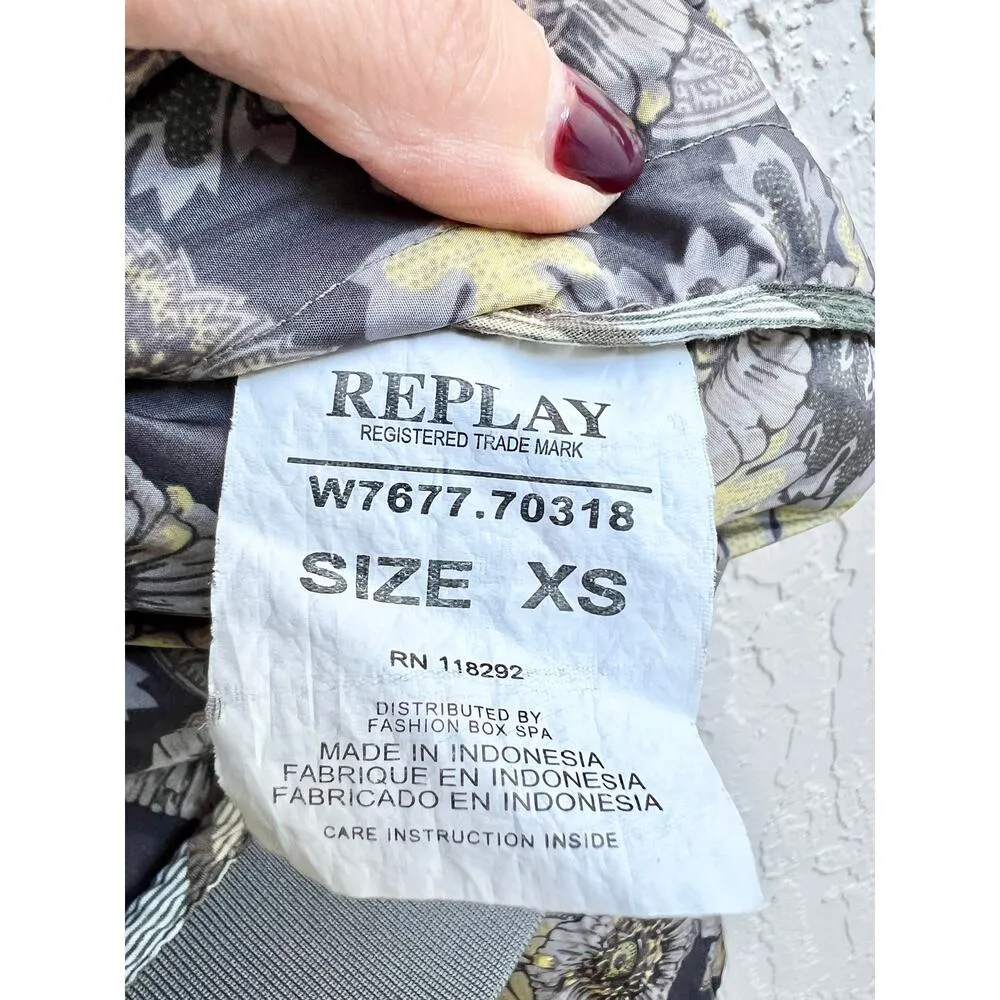 REPLAY
REGISTERED TRADE MARK
W7677.70318
SIZE XS
RN 118292
DISTRIBUTED BY
FASHION BOX SPA
MADE IN INDONESIA
FABRIQUE EN INDONESIA
FABRICADO EN INDONESIA
CARE INSTRUCTION INSIDE